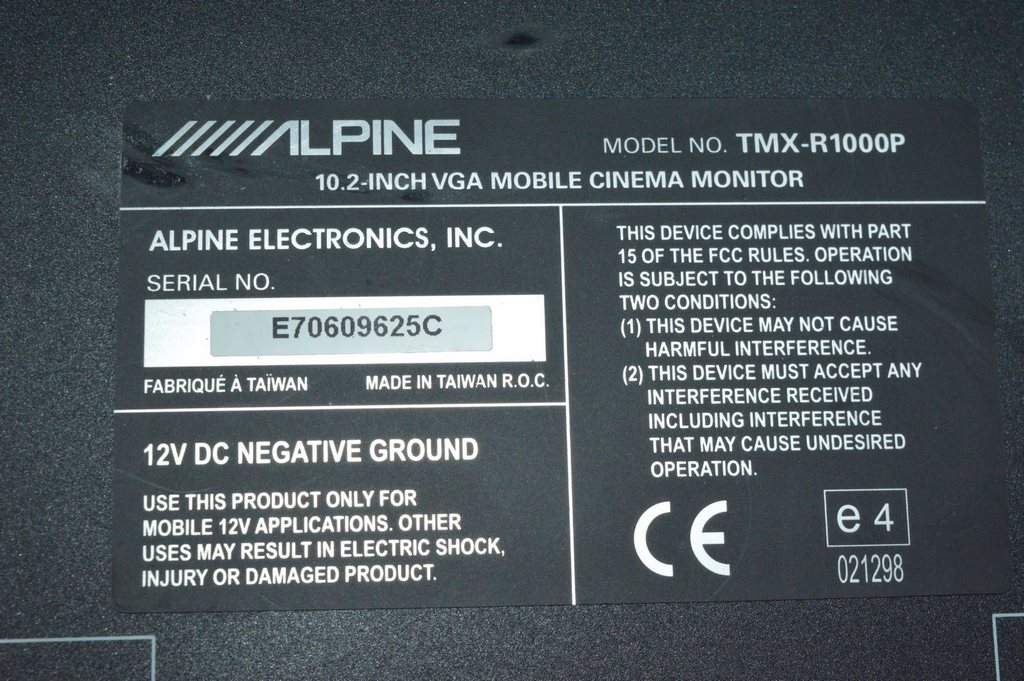 ALPINE
MODEL NO. TMX-R1000P
10.2-INCH VGA MOBILE CINEMA MONITOR
ALPINE ELECTRONICS, INC.
SERIAL NO.
E70609625C
FABRIQUÉ À TAÏWAN
MADE IN TAIWAN R.O.C.
12V DC NEGATIVE GROUND
USE THIS PRODUCT ONLY FOR
MOBILE 12V APPLICATIONS. OTHER
USES MAY RESULT IN ELECTRIC SHOCK,
INJURY OR DAMAGED PRODUCT.
THIS DEVICE COMPLIES WITH PART
15 OF THE FCC RULES. OPERATION
IS SUBJECT TO THE FOLLOWING
TWO CONDITIONS:
(1) THIS DEVICE MAY NOT CAUSE
HARMFUL INTERFERENCE.
(2) THIS DEVICE MUST ACCEPT ANY
INTERFERENCE RECEIVED
INCLUDING INTERFERENCE
THAT MAY CAUSE UNDESIRED
OPERATION.
CE
e4
021298